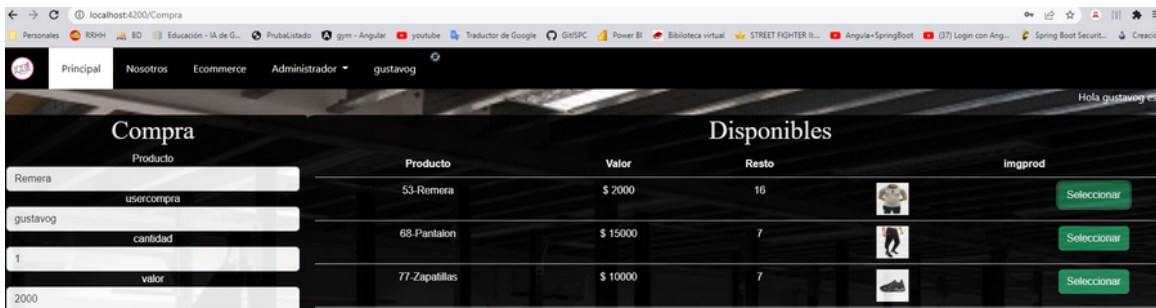 localhost:4200/Compra
Personales RRHH BD Educación - IA de G... PrubaListado gym - Angular youtube Traductor de Google GitISPC Power BI Bibiloteca virtual STREET FIGHTER II:... Angula+SpringBoot (37) Login con Ang... Spring Boot Securit... Creació
Principal Nosotros Ecommerce Administrador gustavog
Hola gustavog es
Compra
Producto
Remera
usercompra
gustavog
cantidad
1
valor
2000
Disponibles
Producto Valor Resto imgprod
53-Remera $ 2000 16 Seleccionar
68-Pantalon $ 15000 7 Seleccionar
77-Zapatillas $ 10000 7 Seleccionar